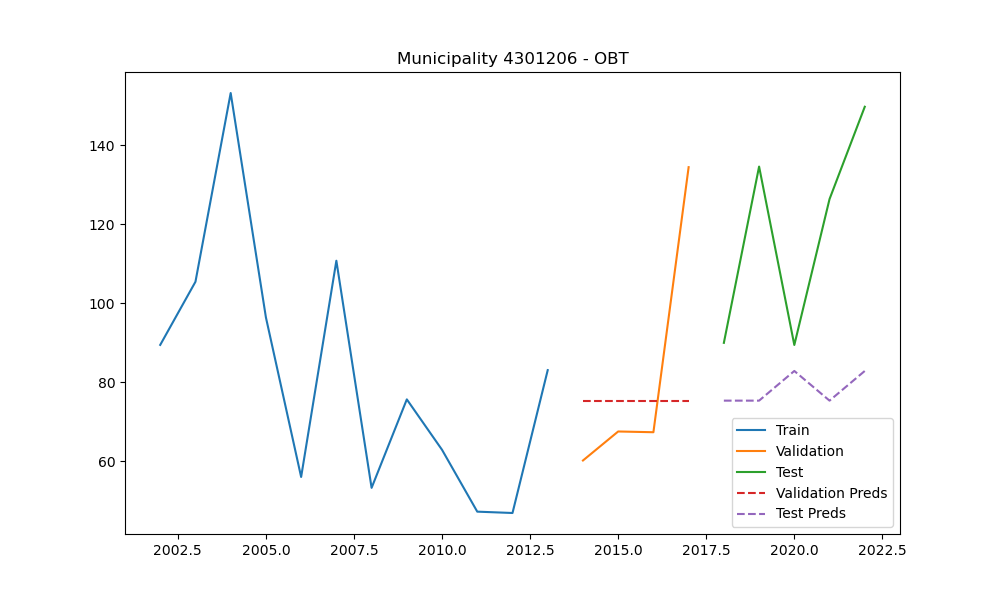 Municipality 4301206 - OBT
140
120
100
80
60
2002.5 2005.0 2007.5 2010.0 2012.5 2015.0 2017.5 2020.0 2022.5
Train
Validation
Test
Validation Preds
Test Preds